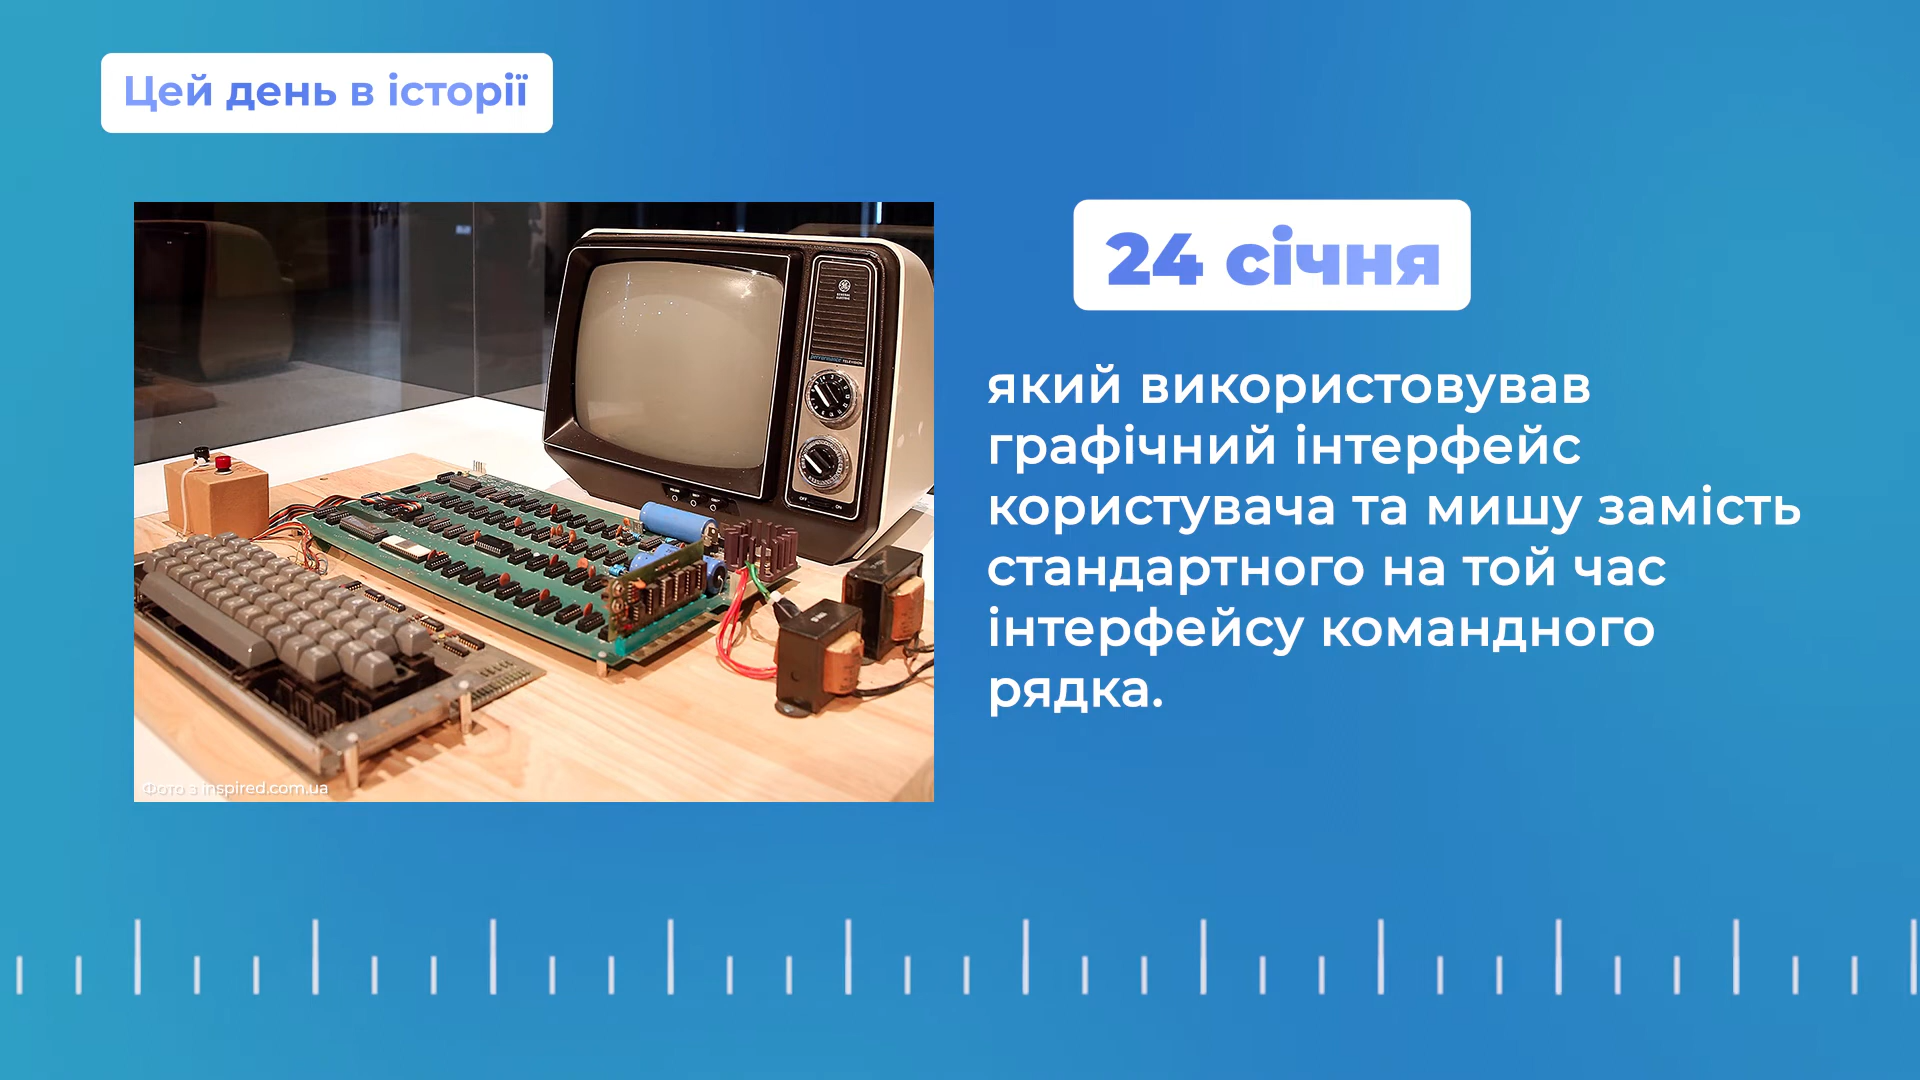 Цей день в історії
24 січня
який використовував
графічний інтерфейс
користувача та мишу замість
стандартного на той час
інтерфейсу командного
рядка.
Фото з inspired.com.ua